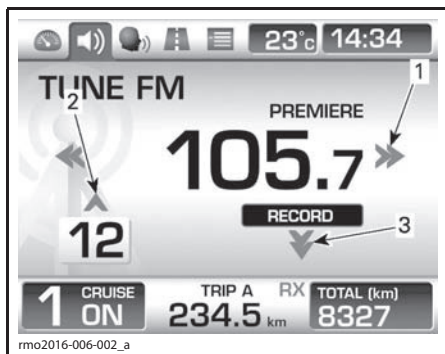 23°c 14:34
TUNE FM
2
1
PREMIERE
105.7
12
RECORD
3
1 CRUISE ON
TRIP A 234.5 km
RX
TOTAL (km) 8327
rmo2016-006-002_a